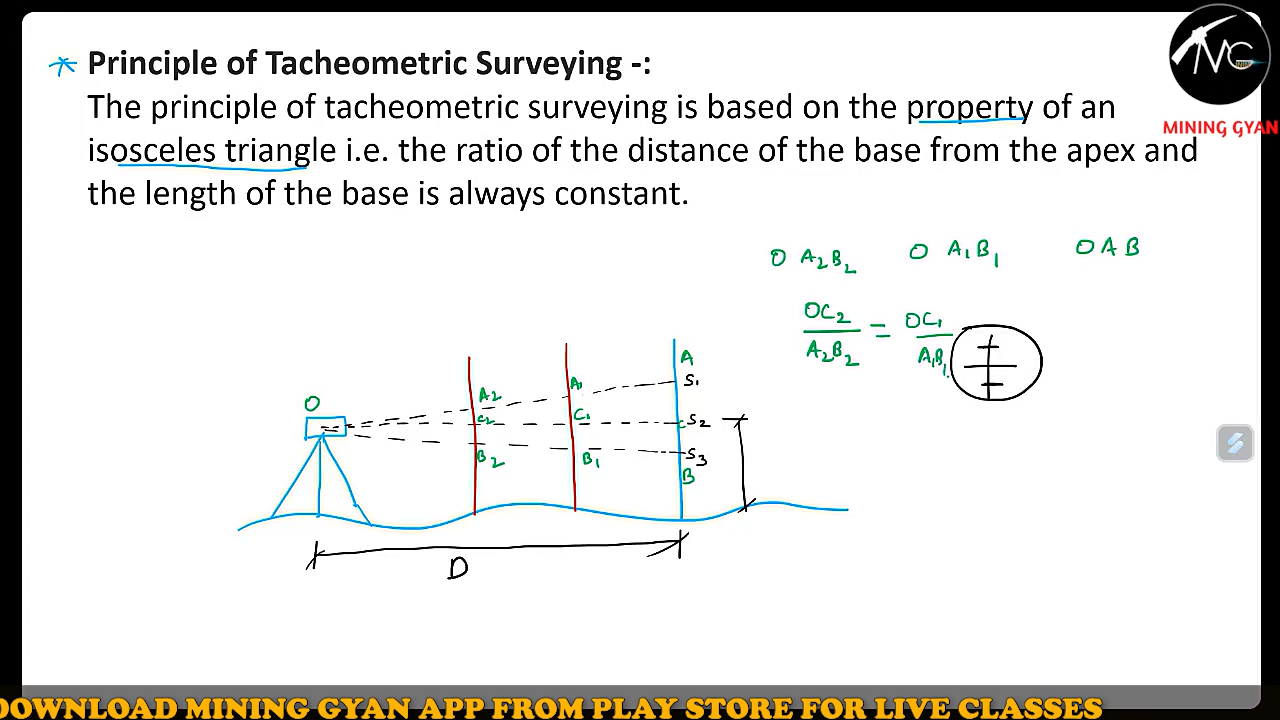 Principle of Tacheometric Surveying -:
The principle of tacheometric surveying is based on the property of an
isosceles triangle i.e. the ratio of the distance of the base from the apex and
the length of the base is always constant.
MG
MINING GYAN
O A2B2 O A1B1 O A B
OC2/A2B2 = OC1/A1B1
O
A2
C2
B2
A1
C1
B1
A
S1
C S2
S3
B
D
DOWNLOAD MINING GYAN APP FROM PLAY STORE FOR LIVE CLASSES